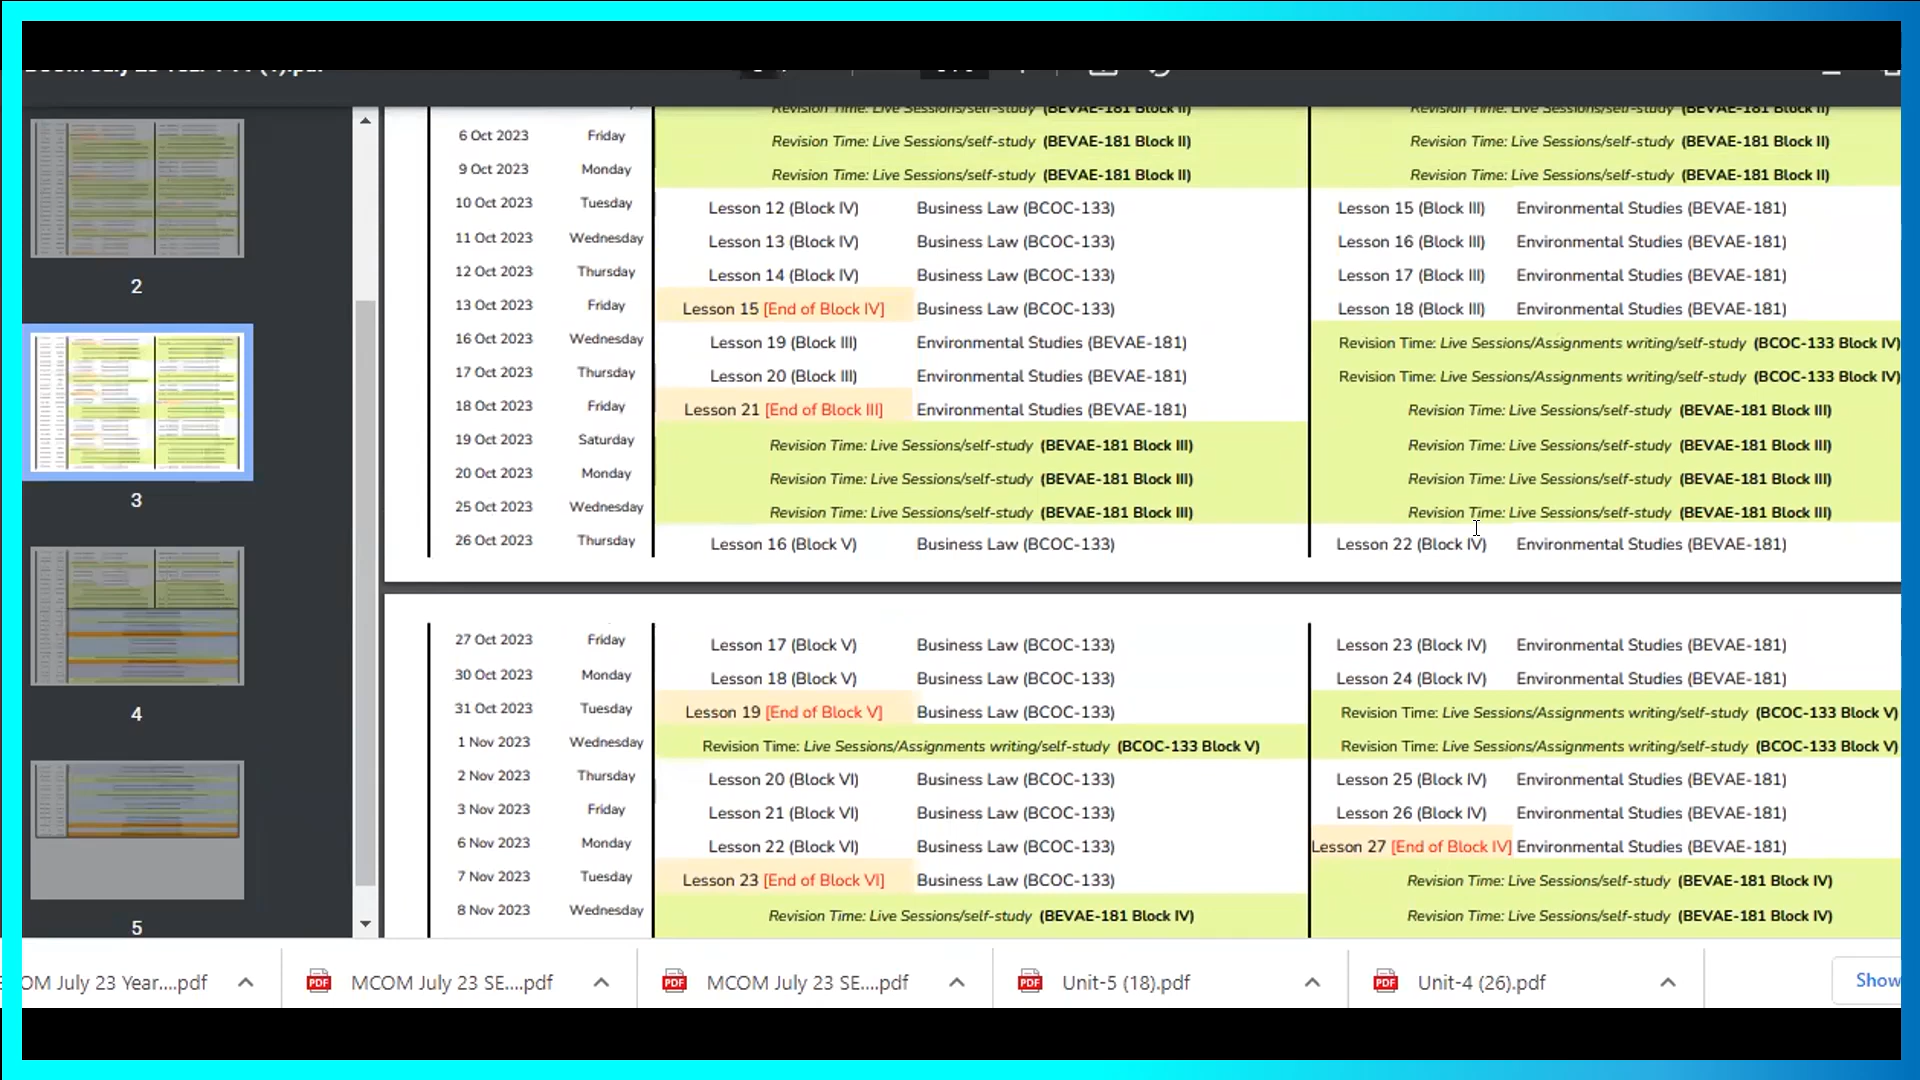 Revision Time: Live Sessions/self-study (BEVAE-181 Block II) Revision Time: Live Sessions/self-study (BEVAE-181 Block II)
6 Oct 2023 Friday Revision Time: Live Sessions/self-study (BEVAE-181 Block II) Revision Time: Live Sessions/self-study (BEVAE-181 Block II)
9 Oct 2023 Monday Revision Time: Live Sessions/self-study (BEVAE-181 Block II) Revision Time: Live Sessions/self-study (BEVAE-181 Block II)
10 Oct 2023 Tuesday Lesson 12 (Block IV) Business Law (BCOC-133) Lesson 15 (Block III) Environmental Studies (BEVAE-181)
11 Oct 2023 Wednesday Lesson 13 (Block IV) Business Law (BCOC-133) Lesson 16 (Block III) Environmental Studies (BEVAE-181)
12 Oct 2023 Thursday Lesson 14 (Block IV) Business Law (BCOC-133) Lesson 17 (Block III) Environmental Studies (BEVAE-181)
13 Oct 2023 Friday Lesson 15 [End of Block IV] Business Law (BCOC-133) Lesson 18 (Block III) Environmental Studies (BEVAE-181)
16 Oct 2023 Wednesday Lesson 19 (Block III) Environmental Studies (BEVAE-181) Revision Time: Live Sessions/Assignments writing/self-study (BCOC-133 Block IV)
17 Oct 2023 Thursday Lesson 20 (Block III) Environmental Studies (BEVAE-181) Revision Time: Live Sessions/Assignments writing/self-study (BCOC-133 Block IV)
18 Oct 2023 Friday Lesson 21 [End of Block III] Environmental Studies (BEVAE-181) Revision Time: Live Sessions/self-study (BEVAE-181 Block III)
19 Oct 2023 Saturday Revision Time: Live Sessions/self-study (BEVAE-181 Block III) Revision Time: Live Sessions/self-study (BEVAE-181 Block III)
20 Oct 2023 Monday Revision Time: Live Sessions/self-study (BEVAE-181 Block III) Revision Time: Live Sessions/self-study (BEVAE-181 Block III)
25 Oct 2023 Wednesday Revision Time: Live Sessions/self-study (BEVAE-181 Block III) Revision Time: Live Sessions/self-study (BEVAE-181 Block III)
26 Oct 2023 Thursday Lesson 16 (Block V) Business Law (BCOC-133) Lesson 22 (Block IV) Environmental Studies (BEVAE-181)
27 Oct 2023 Friday Lesson 17 (Block V) Business Law (BCOC-133) Lesson 23 (Block IV) Environmental Studies (BEVAE-181)
30 Oct 2023 Monday Lesson 18 (Block V) Business Law (BCOC-133) Lesson 24 (Block IV) Environmental Studies (BEVAE-181)
31 Oct 2023 Tuesday Lesson 19 [End of Block V] Business Law (BCOC-133) Revision Time: Live Sessions/Assignments writing/self-study (BCOC-133 Block V)
1 Nov 2023 Wednesday Revision Time: Live Sessions/Assignments writing/self-study (BCOC-133 Block V) Revision Time: Live Sessions/Assignments writing/self-study (BCOC-133 Block V)
2 Nov 2023 Thursday Lesson 20 (Block VI) Business Law (BCOC-133) Lesson 25 (Block IV) Environmental Studies (BEVAE-181)
3 Nov 2023 Friday Lesson 21 (Block VI) Business Law (BCOC-133) Lesson 26 (Block IV) Environmental Studies (BEVAE-181)
6 Nov 2023 Monday Lesson 22 (Block VI) Business Law (BCOC-133) Lesson 27 [End of Block IV] Environmental Studies (BEVAE-181)
7 Nov 2023 Tuesday Lesson 23 [End of Block VI] Business Law (BCOC-133) Revision Time: Live Sessions/self-study (BEVAE-181 Block IV)
8 Nov 2023 Wednesday Revision Time: Live Sessions/self-study (BEVAE-181 Block IV) Revision Time: Live Sessions/self-study (BEVAE-181 Block IV)
2
3
4
5
OM July 23 Year....pdf MCOM July 23 SE....pdf MCOM July 23 SE....pdf Unit-5 (18).pdf Unit-4 (26).pdf Show